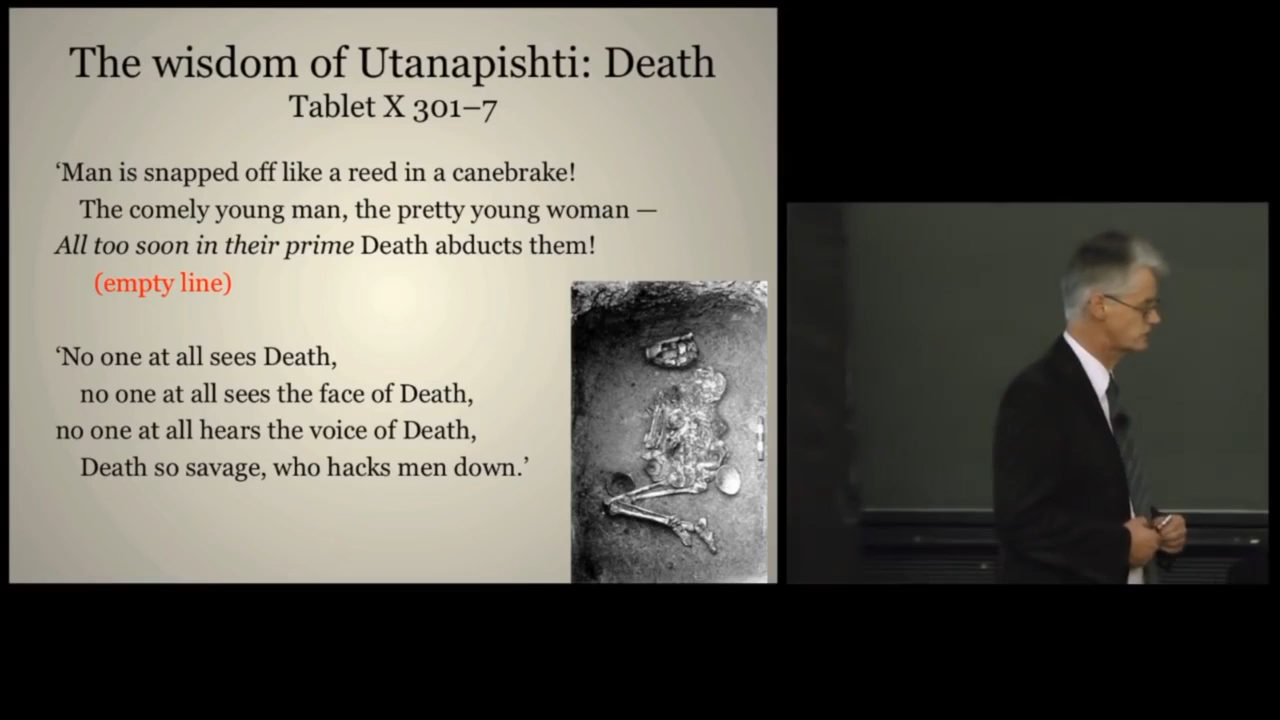 The wisdom of Utanapishti: Death
Tablet X 301–7
‘Man is snapped off like a reed in a canebrake!
The comely young man, the pretty young woman —
All too soon in their prime Death abducts them!
(empty line)
‘No one at all sees Death,
no one at all sees the face of Death,
no one at all hears the voice of Death,
Death so savage, who hacks men down.’